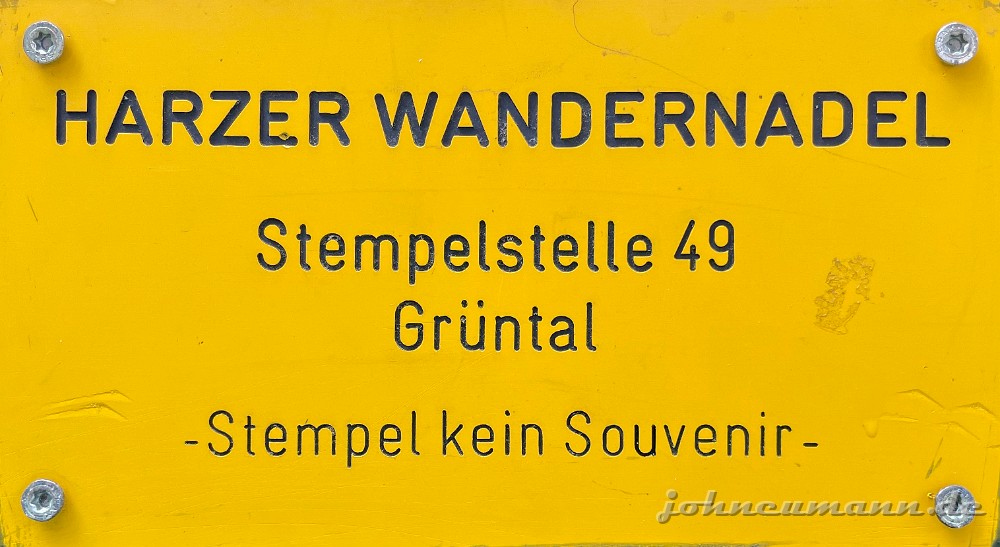 HARZER WANDERNADEL
Stempelstelle 49
Grüntal
-Stempel kein Souvenir-
johneumann.de